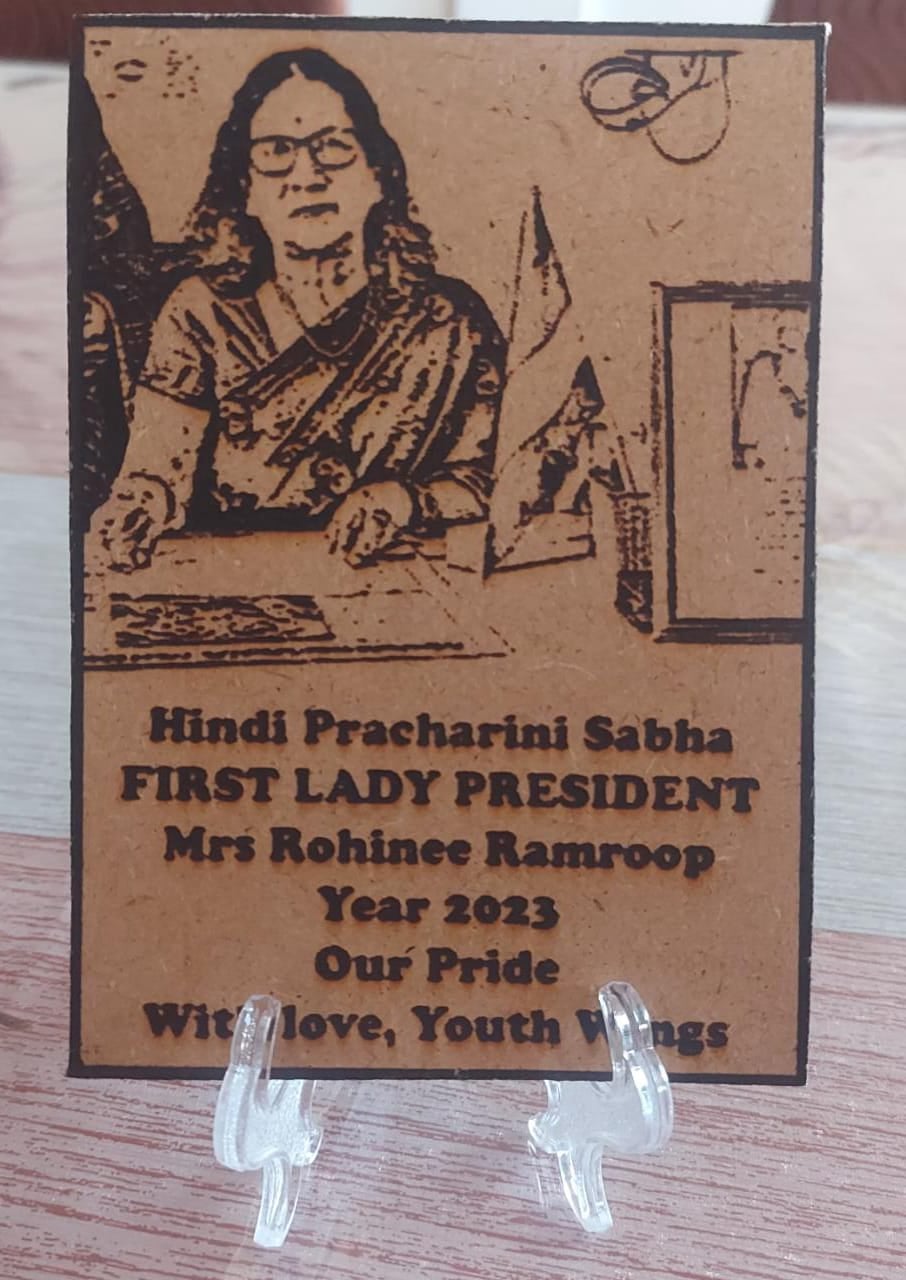 Hindi Pracharini Sabha
FIRST LADY PRESIDENT
Mrs Rohinee Ramroop
Year 2023
Our Pride
With love, Youth Wings